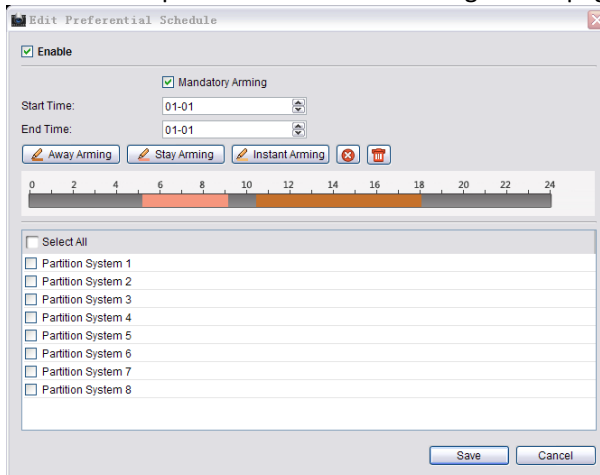 Edit Preferential Schedule
Enable
Mandatory Arming
Start Time: 01-01
End Time: 01-01
Away Arming Stay Arming Instant Arming
0 2 4 6 8 10 12 14 16 18 20 22 24
Select All
Partition System 1
Partition System 2
Partition System 3
Partition System 4
Partition System 5
Partition System 6
Partition System 7
Partition System 8
Save Cancel